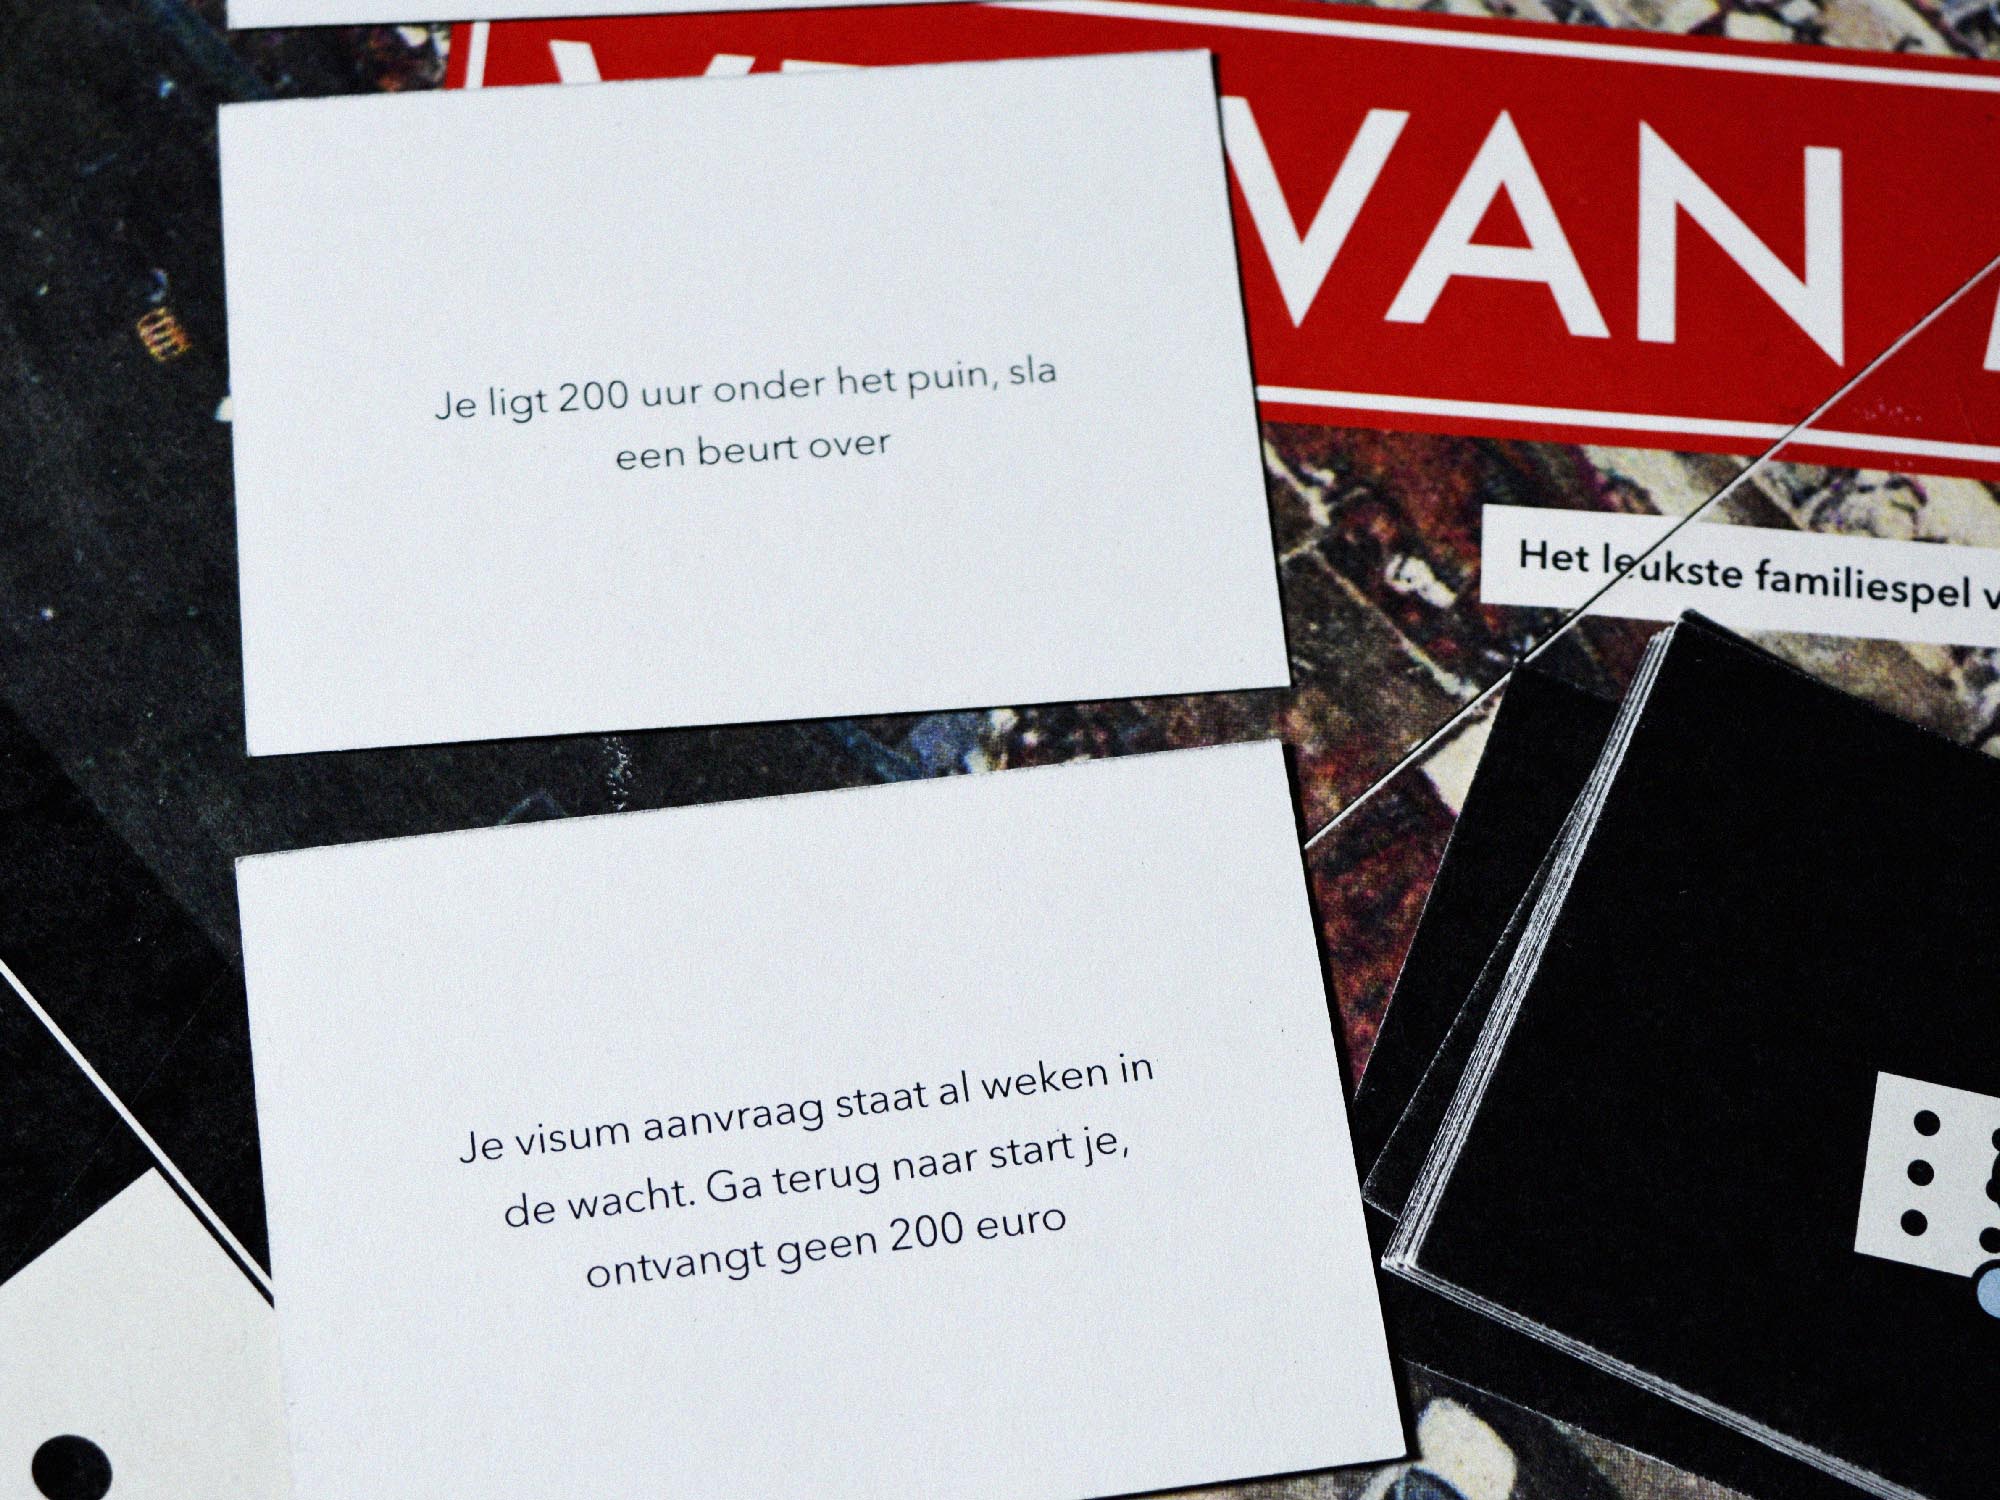 VAN
Je ligt 200 uur onder het puin, sla
een beurt over
Het leukste familiespel
Je visum aanvraag staat al weken in
de wacht. Ga terug naar start je,
ontvangt geen 200 euro